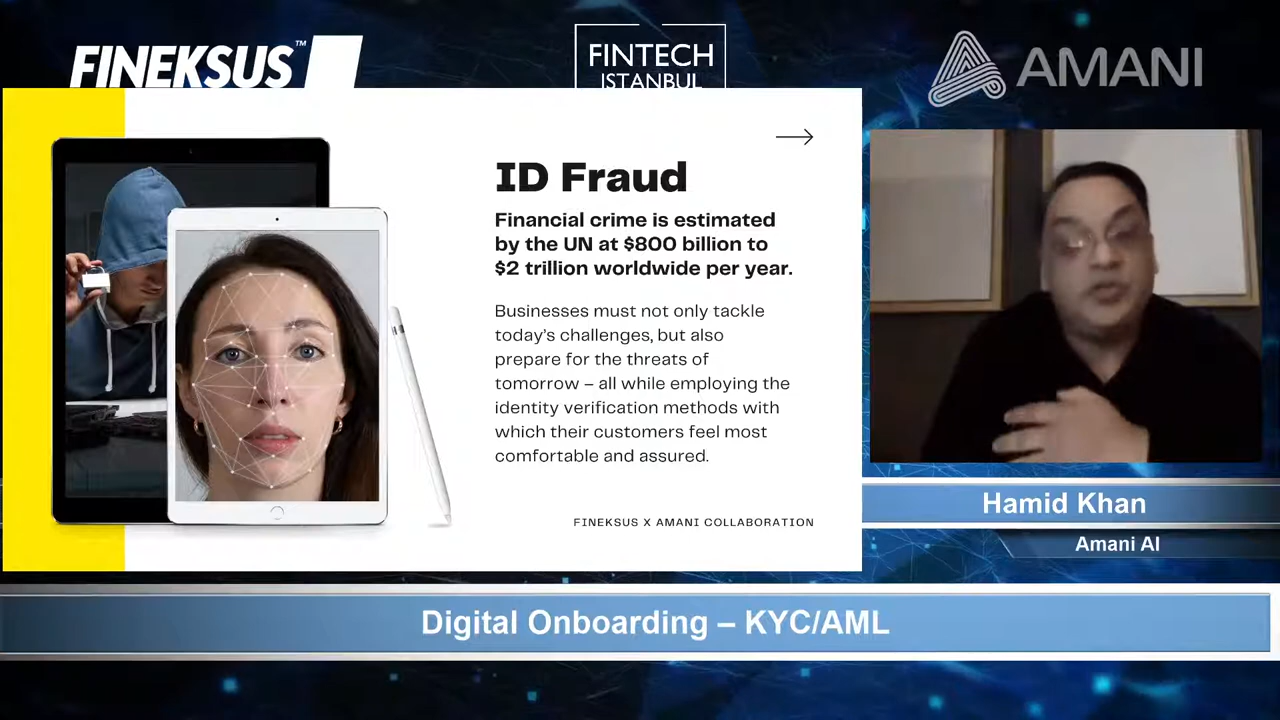 FINEKSUS™
FINTECH
ISTANBUL
AMANI
ID Fraud
Financial crime is estimated
by the UN at $800 billion to
$2 trillion worldwide per year.
Businesses must not only tackle
today's challenges, but also
prepare for the threats of
tomorrow – all while employing the
identity verification methods with
which their customers feel most
comfortable and assured.
FINEKSUS X AMANI COLLABORATION
Hamid Khan
Amani AI
Digital Onboarding – KYC/AML